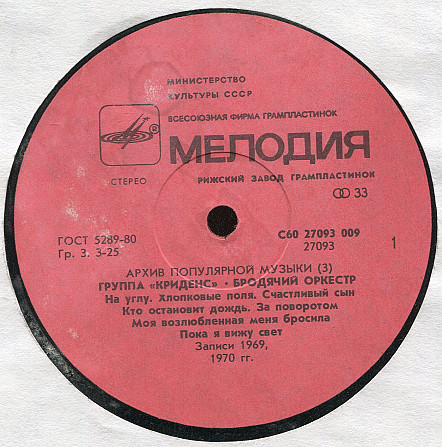 МИНИСТЕРСТВО
КУЛЬТУРЫ СССР
ВСЕСОЮЗНАЯ ФИРМА ГРАМПЛАСТИНОК
® МЕЛОДИЯ
СТЕРЕО
РИЖСКИЙ ЗАВОД ГРАМПЛАСТИНОК
33
ГОСТ 5289-80
Гр. 3. 3-25
С60 27093 009
27093
1
АРХИВ ПОПУЛЯРНОЙ МУЗЫКИ (3)
ГРУППА «КРИДЕНС» · БРОДЯЧИЙ ОРКЕСТР
На углу. Хлопковые поля. Счастливый сын
Кто остановит дождь. За поворотом
Моя возлюбленная меня бросила
Пока я вижу свет
Записи 1969,
1970 гг.